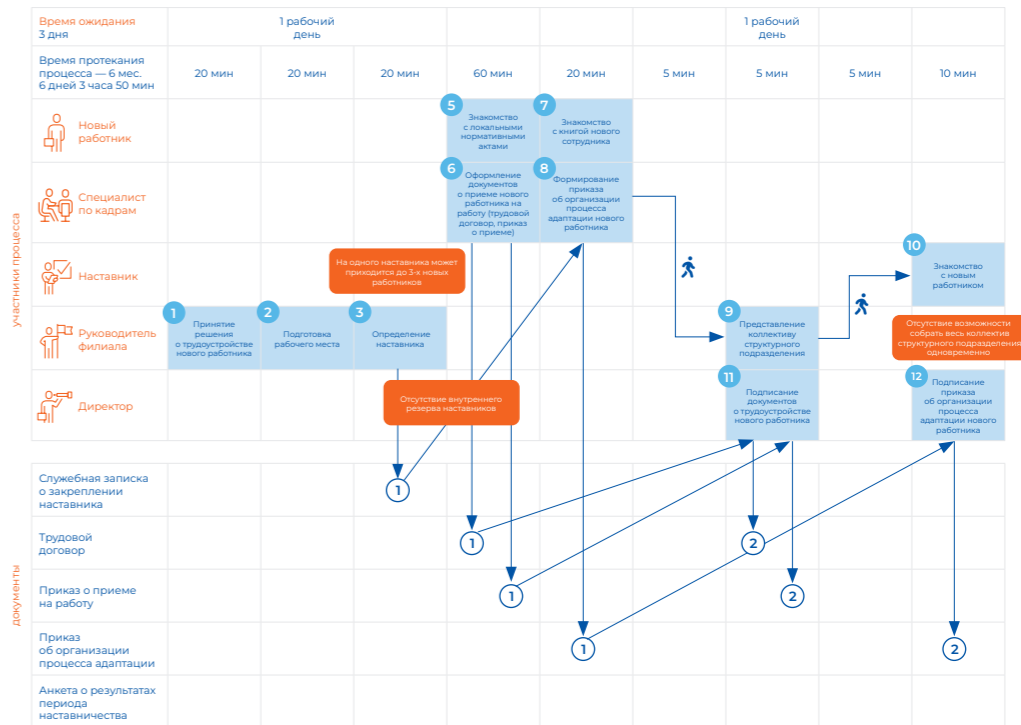 Время ожидания
3 дня
1 рабочий
день
1 рабочий
день
Время протекания
процесса — 6 мес.
6 дней 3 часа 50 мин
20 мин
20 мин
20 мин
60 мин
20 мин
5 мин
5 мин
5 мин
10 мин
участники процесса
Новый
работник
5
Знакомство
с локальными
нормативными
актами
7
Знакомство
с книгой нового
сотрудника
Специалист
по кадрам
6
Оформление
документов
о приеме нового
работника на
работу (трудовой
договор, приказ
о приеме)
8
Формирование
приказа
об организации
процесса
адаптации нового
работника
Наставник
На одного наставника может
приходится до 3-х новых
работников
10
Знакомство
с новым
работником
Руководитель
филиала
1
Принятие
решения
о трудоустройстве
нового работника
2
Подготовка
рабочего места
3
Определение
наставника
9
Представление
коллективу
структурного
подразделения
Отсутствие возможности
собрать весь коллектив
структурного подразделения
одновременно
Директор
Отсутствие внутреннего
резерва наставников
11
Подписание
документов
о трудоустройстве
нового работника
12
Подписание
приказа
об организации
процесса
адаптации нового
работника
документы
Служебная записка
о закреплении
наставника
1
Трудовой
договор
1
2
Приказ о приеме
на работу
1
2
Приказ
об организации
процесса адаптации
1
2
Анкета о результатах
периода
наставничества